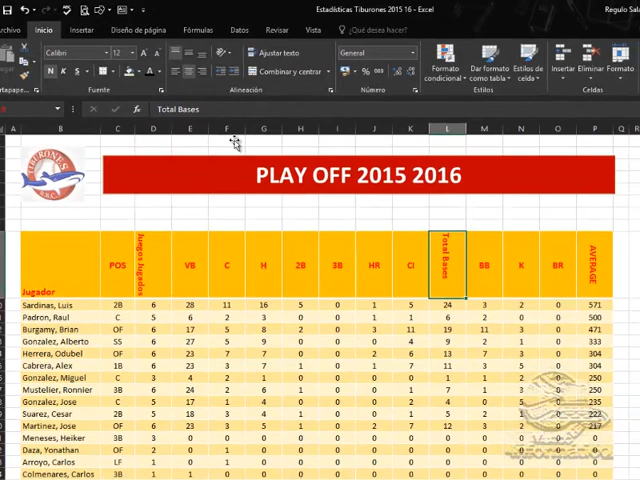 Estadísticas Tiburones 2015 16 - Excel Regulo Sala
Archivo Inicio Insertar Diseño de página Fórmulas Datos Revisar Vista ¿Qué desea hacer?
Calibri 12 Ajustar texto General
N K S Combinar y centrar % 000 Formato condicional Dar formato como tabla Estilos de celda Insertar Eliminar Formato
Portapapeles Fuente Alineación Número Estilos Celdas
fx Total Bases
A B C D E F G H I J K L M N O P
TIBURONES
B.B.C.
PLAY OFF 2015 2016
Jugador POS Juegos Jugados VB C H 2B 3B HR CI Total Bases BB K BR AVERAGE
Sardinas, Luis 2B 6 28 11 16 5 0 1 5 24 3 2 0 571
Padron, Raul C 5 6 2 3 0 0 1 1 6 2 0 0 500
Burgamy, Brian OF 6 17 5 8 2 0 3 11 19 11 3 0 471
Gonzalez, Alberto SS 6 27 5 9 0 0 0 4 9 2 1 0 333
Herrera, Odubel OF 6 23 7 7 0 0 2 6 13 7 3 0 304
Cabrera, Alex 1B 6 23 3 7 1 0 1 7 11 3 5 0 304
Gonzalez, Miguel C 3 4 2 1 0 0 0 1 1 2 0 250
Mustelier, Ronnier 3B 6 24 2 6 1 0 0 1 7 1 3 0 250
Gonzalez, Jose C 5 17 1 4 0 0 0 2 4 0 5 235
Suarez, Cesar 2B 5 18 3 4 1 0 0 1 5 2 222
Martinez, Jose OF 6 23 3 5 1 0 2 7 12 3 3 217
Meneses, Heiker 3B 3 0 0 0 0 0 0 0 0 0 0
Daza, Yonathan OF 2 0 1 0 0 0 0 0 0 0 0 0
Arroyo, Carlos LF 1 0 1 0 0 0 0 0 0 0 0 0 0
Colmenares, Carlos 3B 1 1 0 0 0 0 0 0 0 0 0 0 0